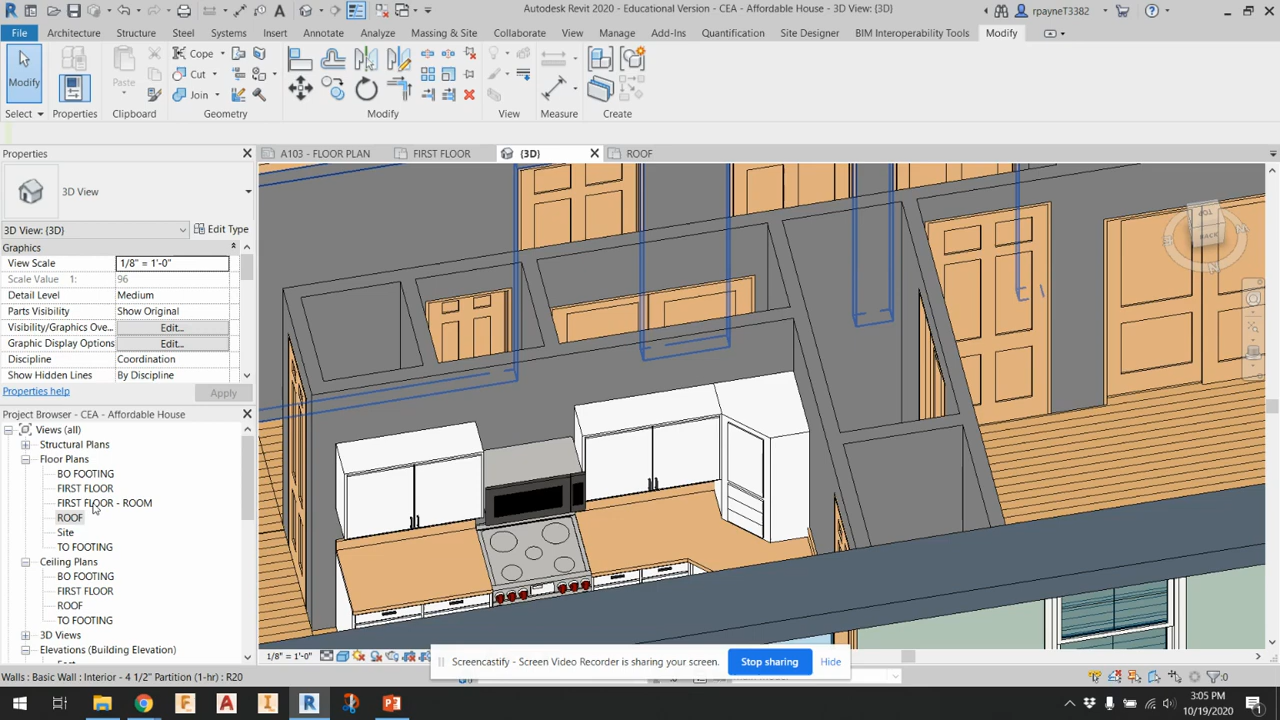 Autodesk Revit 2020 - Educational Version - CEA - Affordable House - 3D View: {3D}
rpayneT3382
File Architecture Structure Steel Systems Insert Annotate Analyze Massing & Site Collaborate View Manage Add-Ins Quantification Site Designer BIM Interoperability Tools Modify
Cope
Cut
Join
Modify
Paste
Select Properties Clipboard Geometry Modify View Measure Create
Properties
A103 - FLOOR PLAN FIRST FLOOR {3D} ROOF
3D View
3D View: {3D} Edit Type
Graphics
View Scale 1/8" = 1'-0"
Scale Value 1: 96
Detail Level Medium
Parts Visibility Show Original
Visibility/Graphics Ove... Edit...
Graphic Display Options Edit...
Discipline Coordination
Show Hidden Lines By Discipline
Properties help Apply
TOP
BACK
S
N
Project Browser - CEA - Affordable House
Views (all)
Structural Plans
Floor Plans
BO FOOTING
FIRST FLOOR
FIRST FLOOR - ROOM
ROOF
Site
TO FOOTING
Ceiling Plans
BO FOOTING
FIRST FLOOR
ROOF
TO FOOTING
3D Views
Elevations (Building Elevation)
1/8" = 1'-0"
Screencastify - Screen Video Recorder is sharing your screen. Stop sharing Hide
Walls : Basic Wall : Interior - 4 1/2" Partition (1-hr) : R20
:0
3:05 PM
10/19/2020